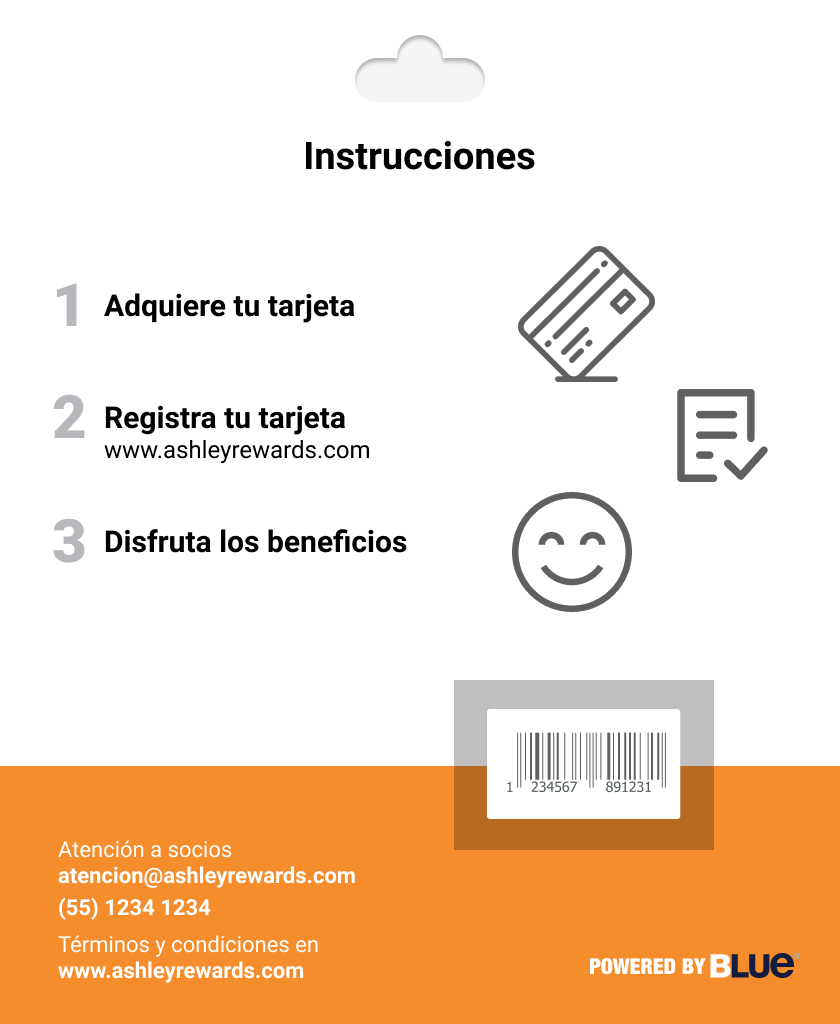 Instrucciones
1 Adquiere tu tarjeta
2 Registra tu tarjeta
www.ashleyrewards.com
3 Disfruta los beneficios
1 234567 891231
Atención a socios
atencion@ashleyrewards.com
(55) 1234 1234
Términos y condiciones en
www.ashleyrewards.com
POWERED BY BLUe